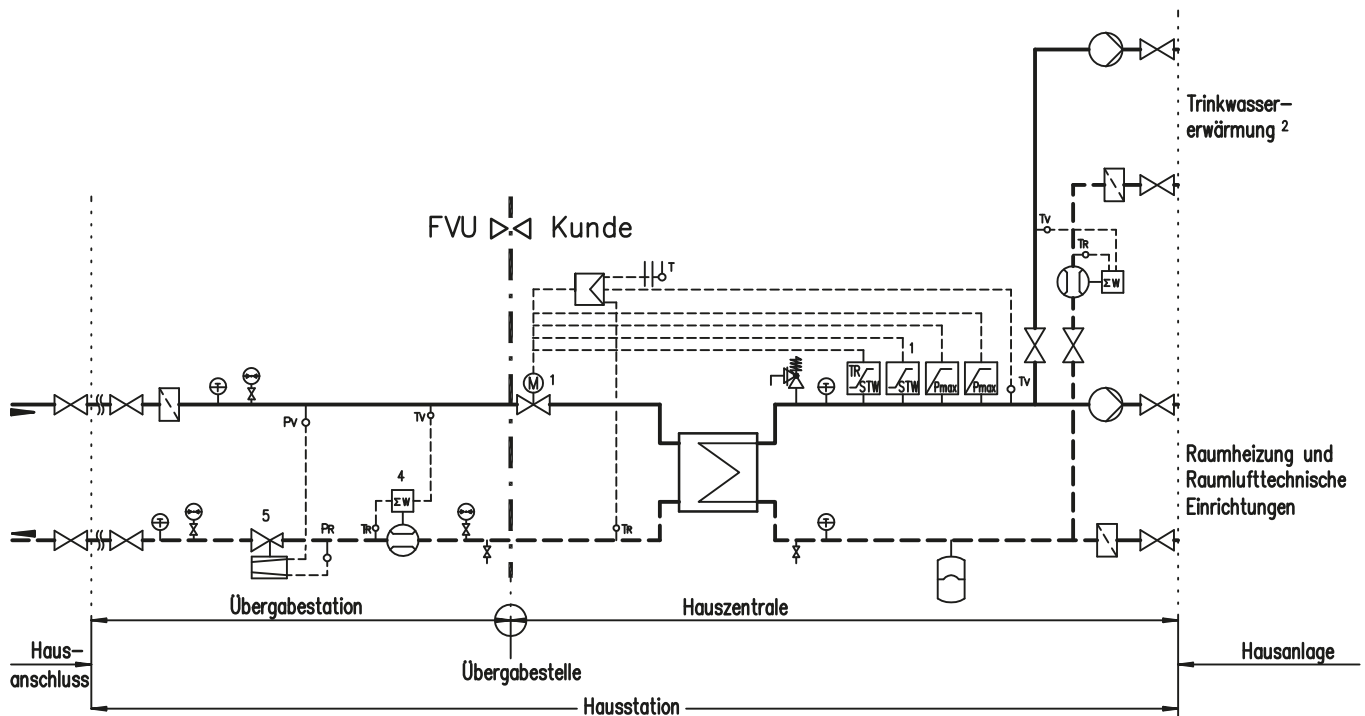 Trinkwasser-
erwärmung ²
FVU Kunde
TV
TR
ΣW
T
M 1
1
TR STW
STW
Pmax
Pmax
TV
PV
TV
4
ΣW
5
PR
TR
TR
Raumheizung und
Raumlufttechnische
Einrichtungen
Übergabestation
Hauszentrale
Haus-
anschluss
Übergabestelle
Hausanlage
Hausstation